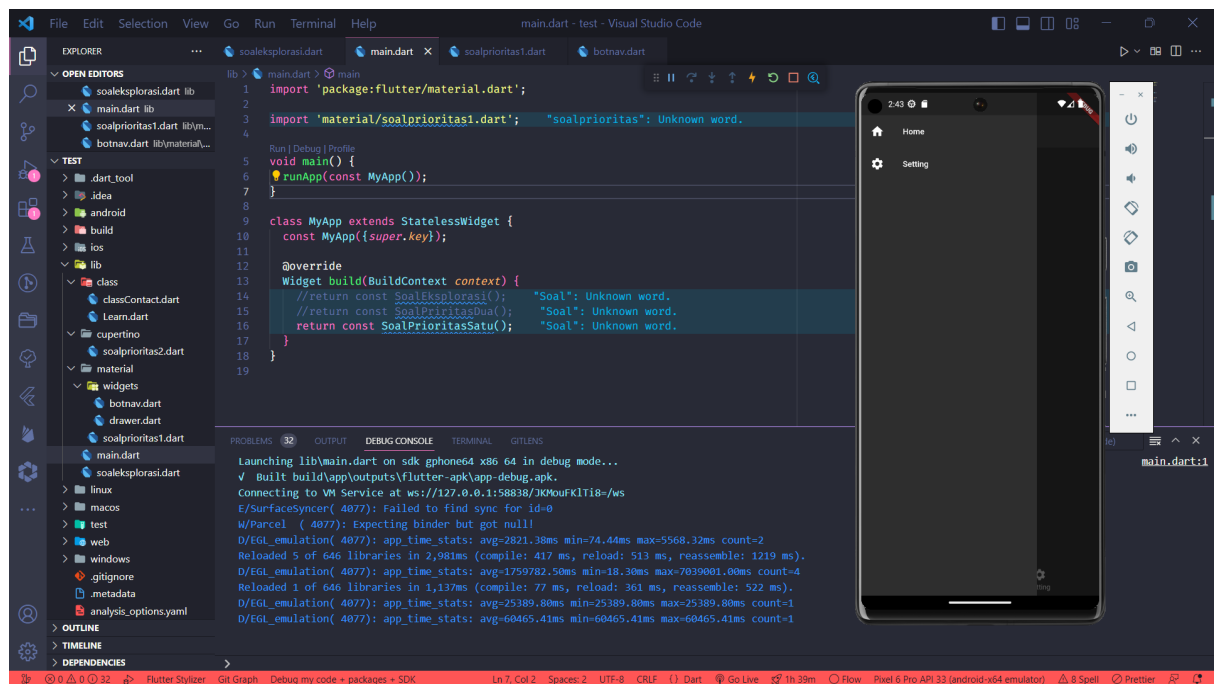 File Edit Selection View Go Run Terminal Help main.dart - test - Visual Studio Code
EXPLORER
soaleksplorasi.dart main.dart soalprioritas1.dart botnav.dart
OPEN EDITORS
soaleksplorasi.dart lib
main.dart lib
soalprioritas1.dart lib\m...
botnav.dart lib\material\...
TEST
.dart_tool
.idea
android
build
ios
lib
class
classContact.dart
Learn.dart
cupertino
soalprioritas2.dart
material
widgets
botnav.dart
drawer.dart
soalprioritas1.dart
main.dart
soaleksplorasi.dart
linux
macos
test
web
windows
.gitignore
.metadata
analysis_options.yaml
OUTLINE
TIMELINE
DEPENDENCIES
1
1
lib > main.dart > main
1 import 'package:flutter/material.dart';
2
3 import 'material/soalprioritas1.dart'; "soalprioritas": Unknown word.
4
Run | Debug | Profile
5 void main() {
6 runApp(const MyApp());
7 }
8
9 class MyApp extends StatelessWidget {
10 const MyApp({super.key});
11
12 @override
13 Widget build(BuildContext context) {
14 //return const SoalEksplorasi(); "Soal": Unknown word.
15 //return const SoalPriritasDua(); "Soal": Unknown word.
16 return const SoalPrioritasSatu(); "Soal": Unknown word.
17 }
18 }
19
PROBLEMS 32 OUTPUT DEBUG CONSOLE TERMINAL GITLENS
Launching lib\main.dart on sdk gphone64 x86 64 in debug mode...
√ Built build\app\outputs\flutter-apk\app-debug.apk.
main.dart:1
Connecting to VM Service at ws://127.0.0.1:58838/JKMouFKlTi8=/ws
E/SurfaceSyncer( 4077): Failed to find sync for id=0
W/Parcel ( 4077): Expecting binder but got null!
D/EGL_emulation( 4077): app_time_stats: avg=2821.38ms min=74.44ms max=5568.32ms count=2
Reloaded 5 of 646 libraries in 2,981ms (compile: 417 ms, reload: 513 ms, reassemble: 1219 ms).
D/EGL_emulation( 4077): app_time_stats: avg=1759782.50ms min=18.30ms max=7039001.00ms count=4
Reloaded 1 of 646 libraries in 1,137ms (compile: 77 ms, reload: 361 ms, reassemble: 522 ms).
D/EGL_emulation( 4077): app_time_stats: avg=25389.80ms min=25389.80ms max=25389.80ms count=1
D/EGL_emulation( 4077): app_time_stats: avg=60465.41ms min=60465.41ms max=60465.41ms count=1
2:43
Home
Setting
0 0 32 Flutter Stylizer Git Graph Debug my code + packages + SDK Ln 7, Col 2 Spaces: 2 UTF-8 CRLF {} Dart Go Live 1h 39m Flow Pixel 6 Pro API 33 (android-x64 emulator) 8 Spell Prettier